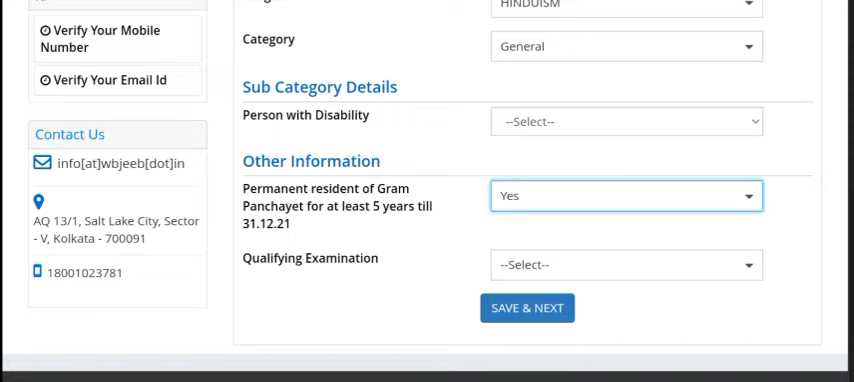 HINDUISM
Verify Your Mobile
Number
Verify Your Email Id
Category
General
Sub Category Details
Person with Disability
--Select--
Contact Us
info[at]wbjeeb[dot]in
AQ 13/1, Salt Lake City, Sector
- V, Kolkata - 700091
18001023781
Other Information
Permanent resident of Gram
Panchayet for at least 5 years till
31.12.21
Yes
Qualifying Examination
--Select--
SAVE & NEXT